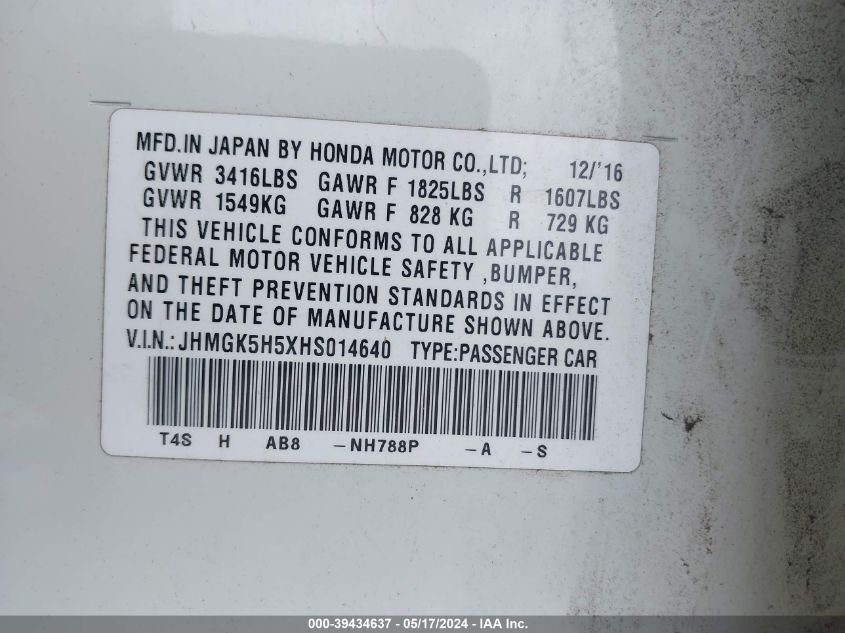 MFD.IN JAPAN BY HONDA MOTOR CO.,LTD; 12/'16
GVWR 3416LBS GAWR F 1825LBS R 1607LBS
GVWR 1549KG GAWR F 828 KG R 729 KG
THIS VEHICLE CONFORMS TO ALL APPLICABLE
FEDERAL MOTOR VEHICLE SAFETY ,BUMPER,
AND THEFT PREVENTION STANDARDS IN EFFECT
ON THE DATE OF MANUFACTURE SHOWN ABOVE.
V.I.N.: JHMGK5H5XHS014640 TYPE:PASSENGER CAR
T4S H AB8 -NH788P -A -S
000-39434637 - 05/17/2024 - IAA Inc.